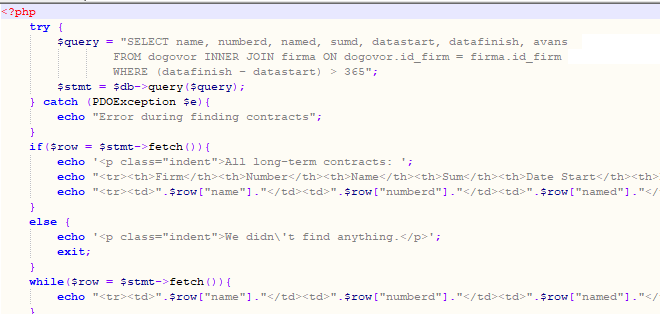 <?php
try {
$query = "SELECT name, numberd, named, sumd, datastart, datafinish, avans
FROM dogovor INNER JOIN firma ON dogovor.id_firm = firma.id_firm
WHERE (datafinish - datastart) > 365";
$stmt = $db->query($query);
} catch (PDOException $e){
echo "Error during finding contracts";
}
if($row = $stmt->fetch()){
echo '<p class="indent">All long-term contracts: ';
echo "<tr><th>Firm</th><th>Number</th><th>Name</th><th>Sum</th><th>Date Start</th><th>
echo "<tr><td>".$row["name"]."</td><td>".$row["numberd"]."</td><td>".$row["named"]."</
}
else {
echo '<p class="indent">We didn\'t find anything.</p>';
exit;
}
while($row = $stmt->fetch()){
echo "<tr><td>".$row["name"]."</td><td>".$row["numberd"]."</td><td>".$row["named"]."</
}